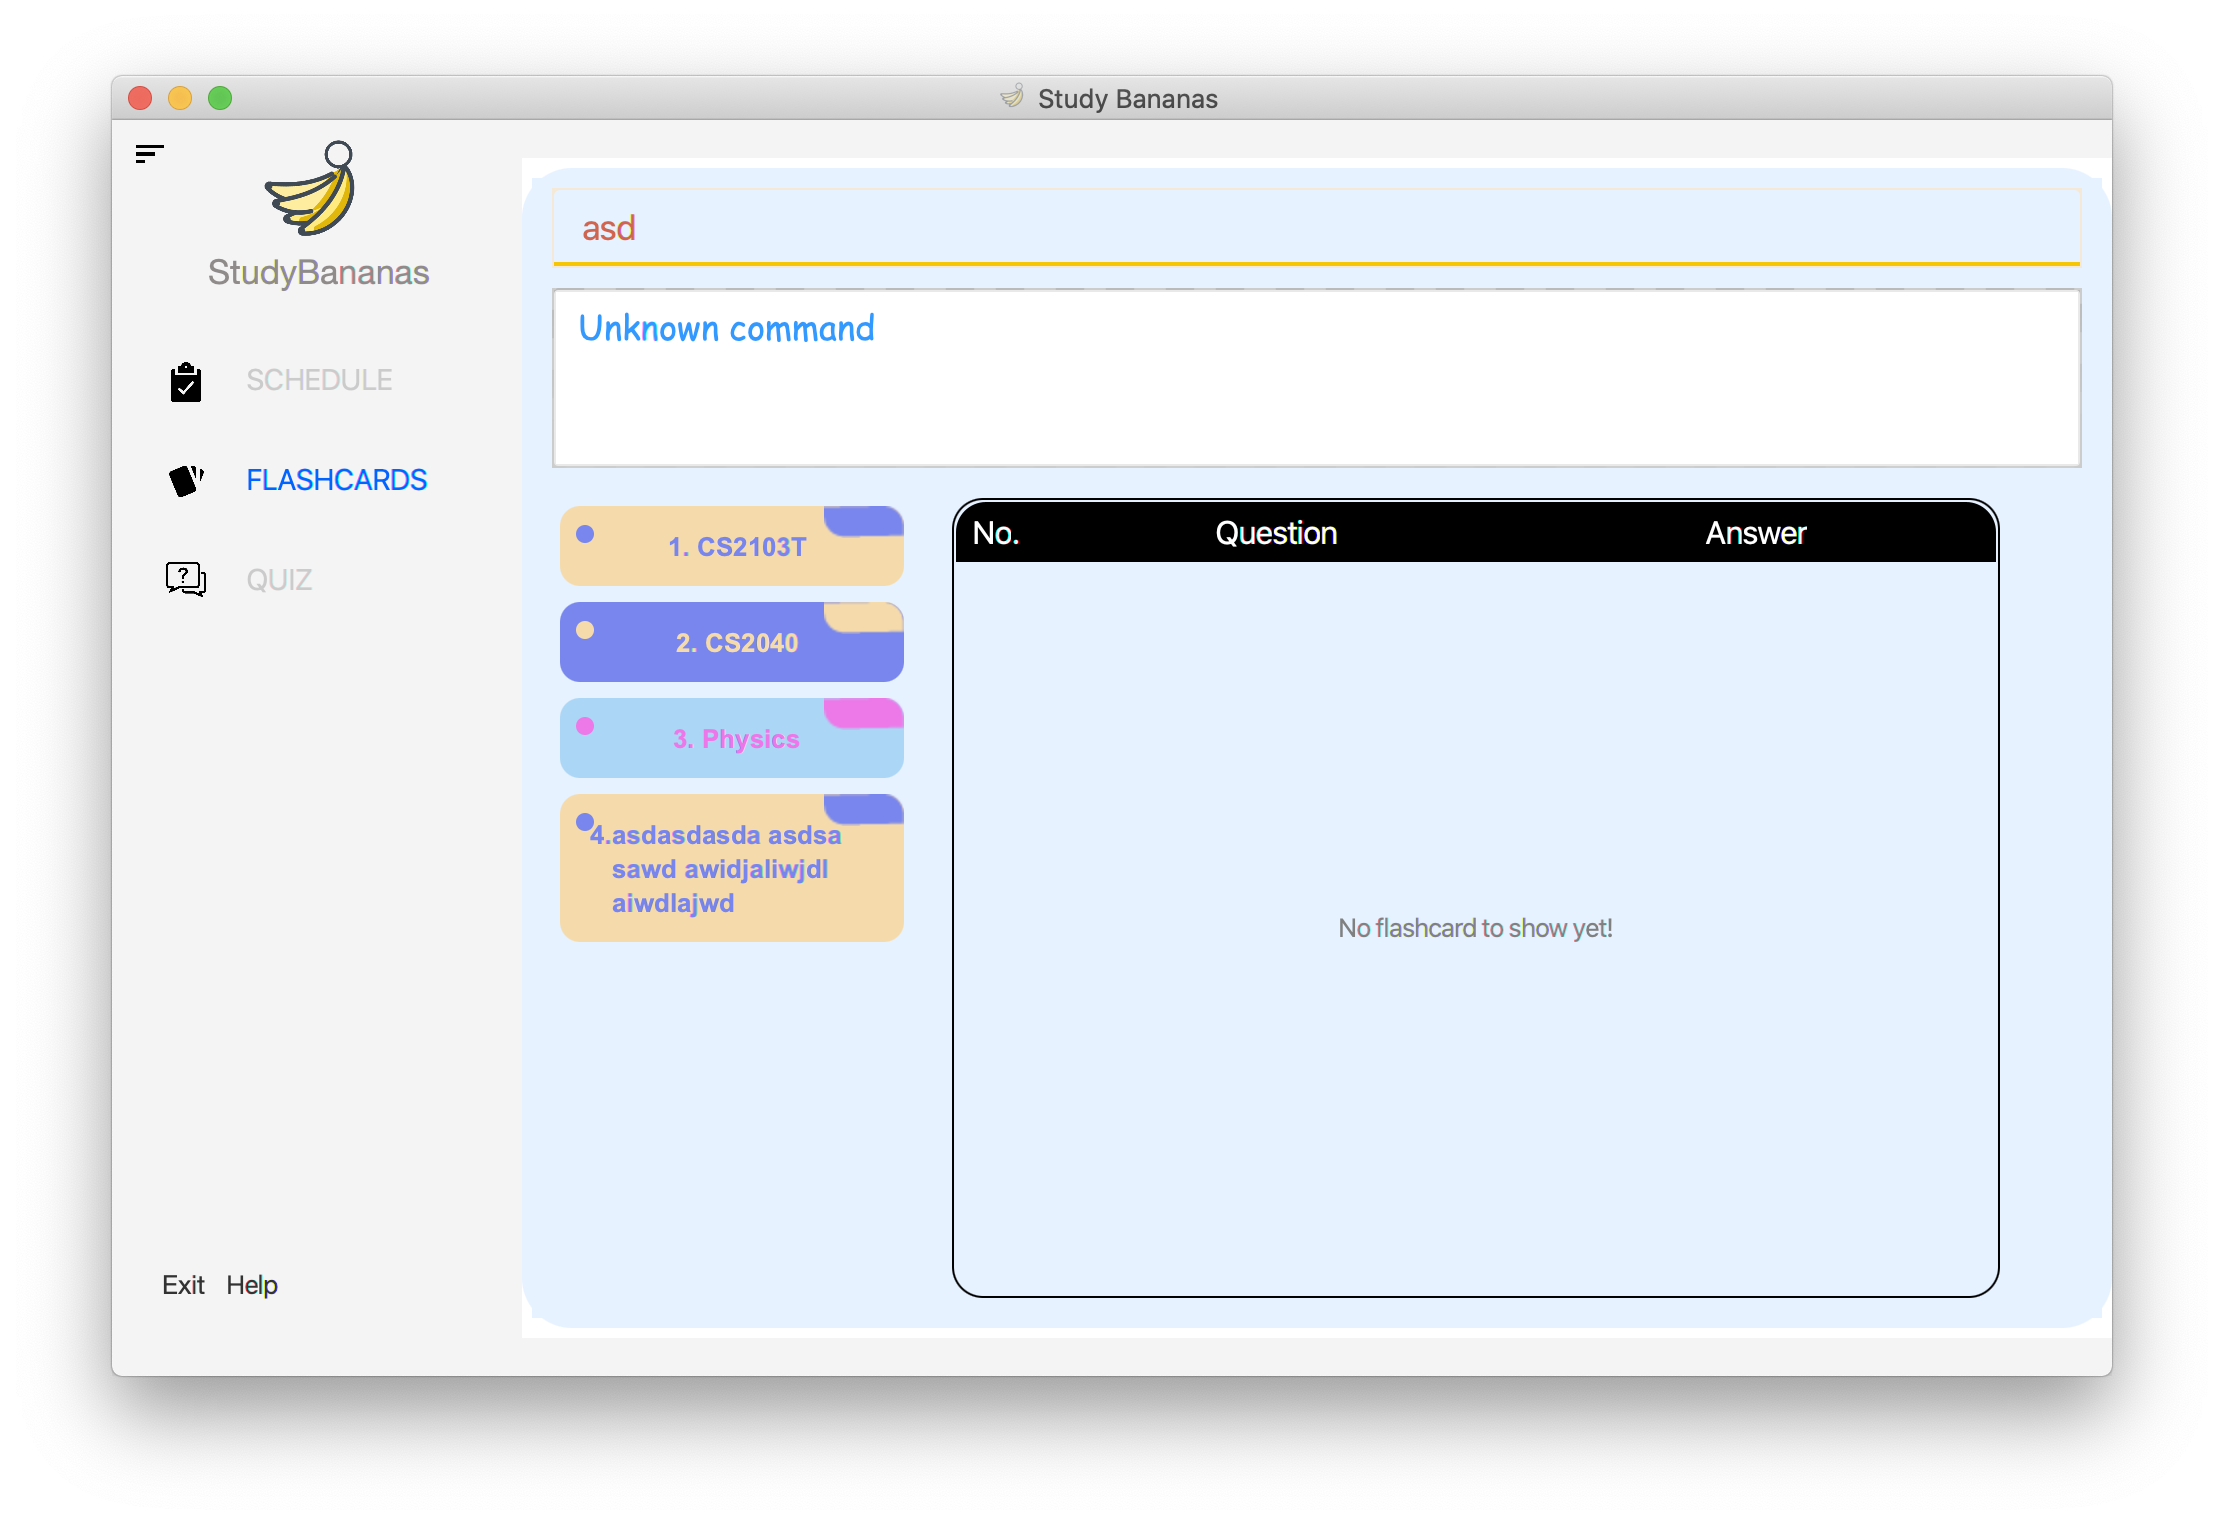 Study Bananas
StudyBananas
SCHEDULE
FLASHCARDS
QUIZ
Exit Help
asd
Unknown command
1. CS2103T
2. CS2040
3. Physics
4.asdasdasda asdsa
sawd awidjaliwjdl
aiwdlajwd
No. Question Answer
No flashcard to show yet!